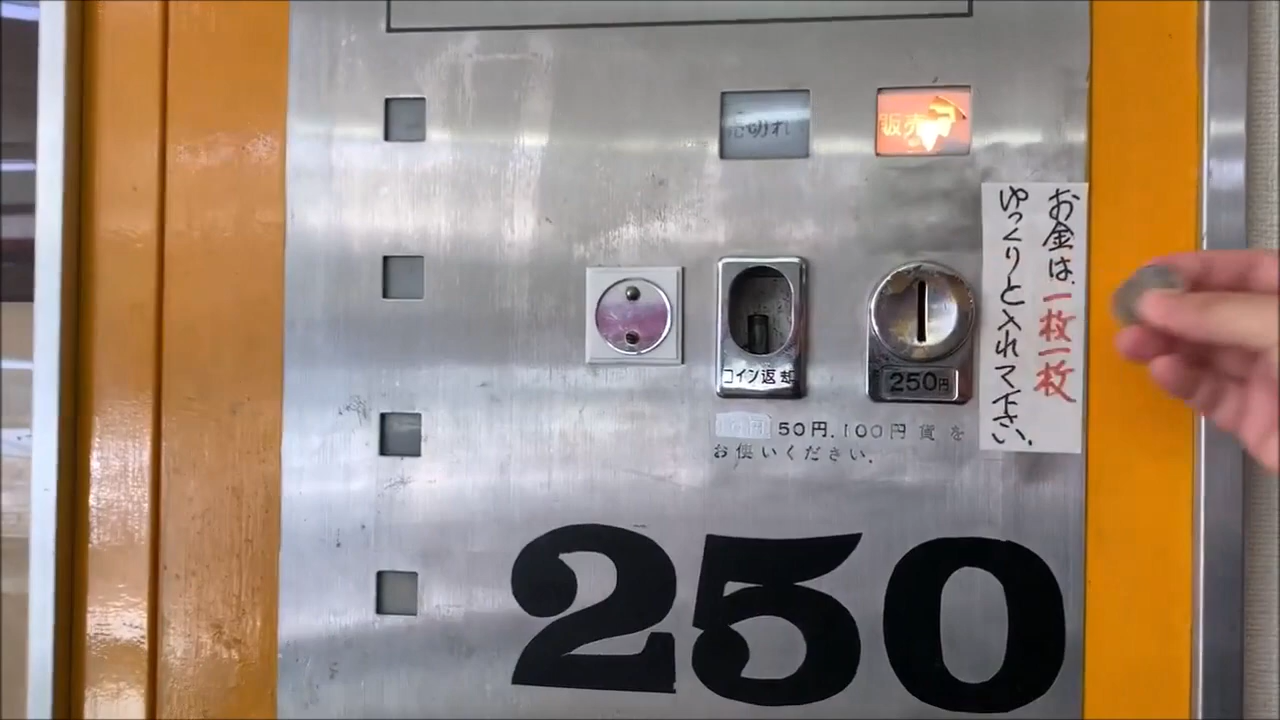 売切れ
販売中
お金は、一枚一枚
ゆっくりと入れて下さい。
コイン返却
250円
50円.100円貨を
お使いください.
250